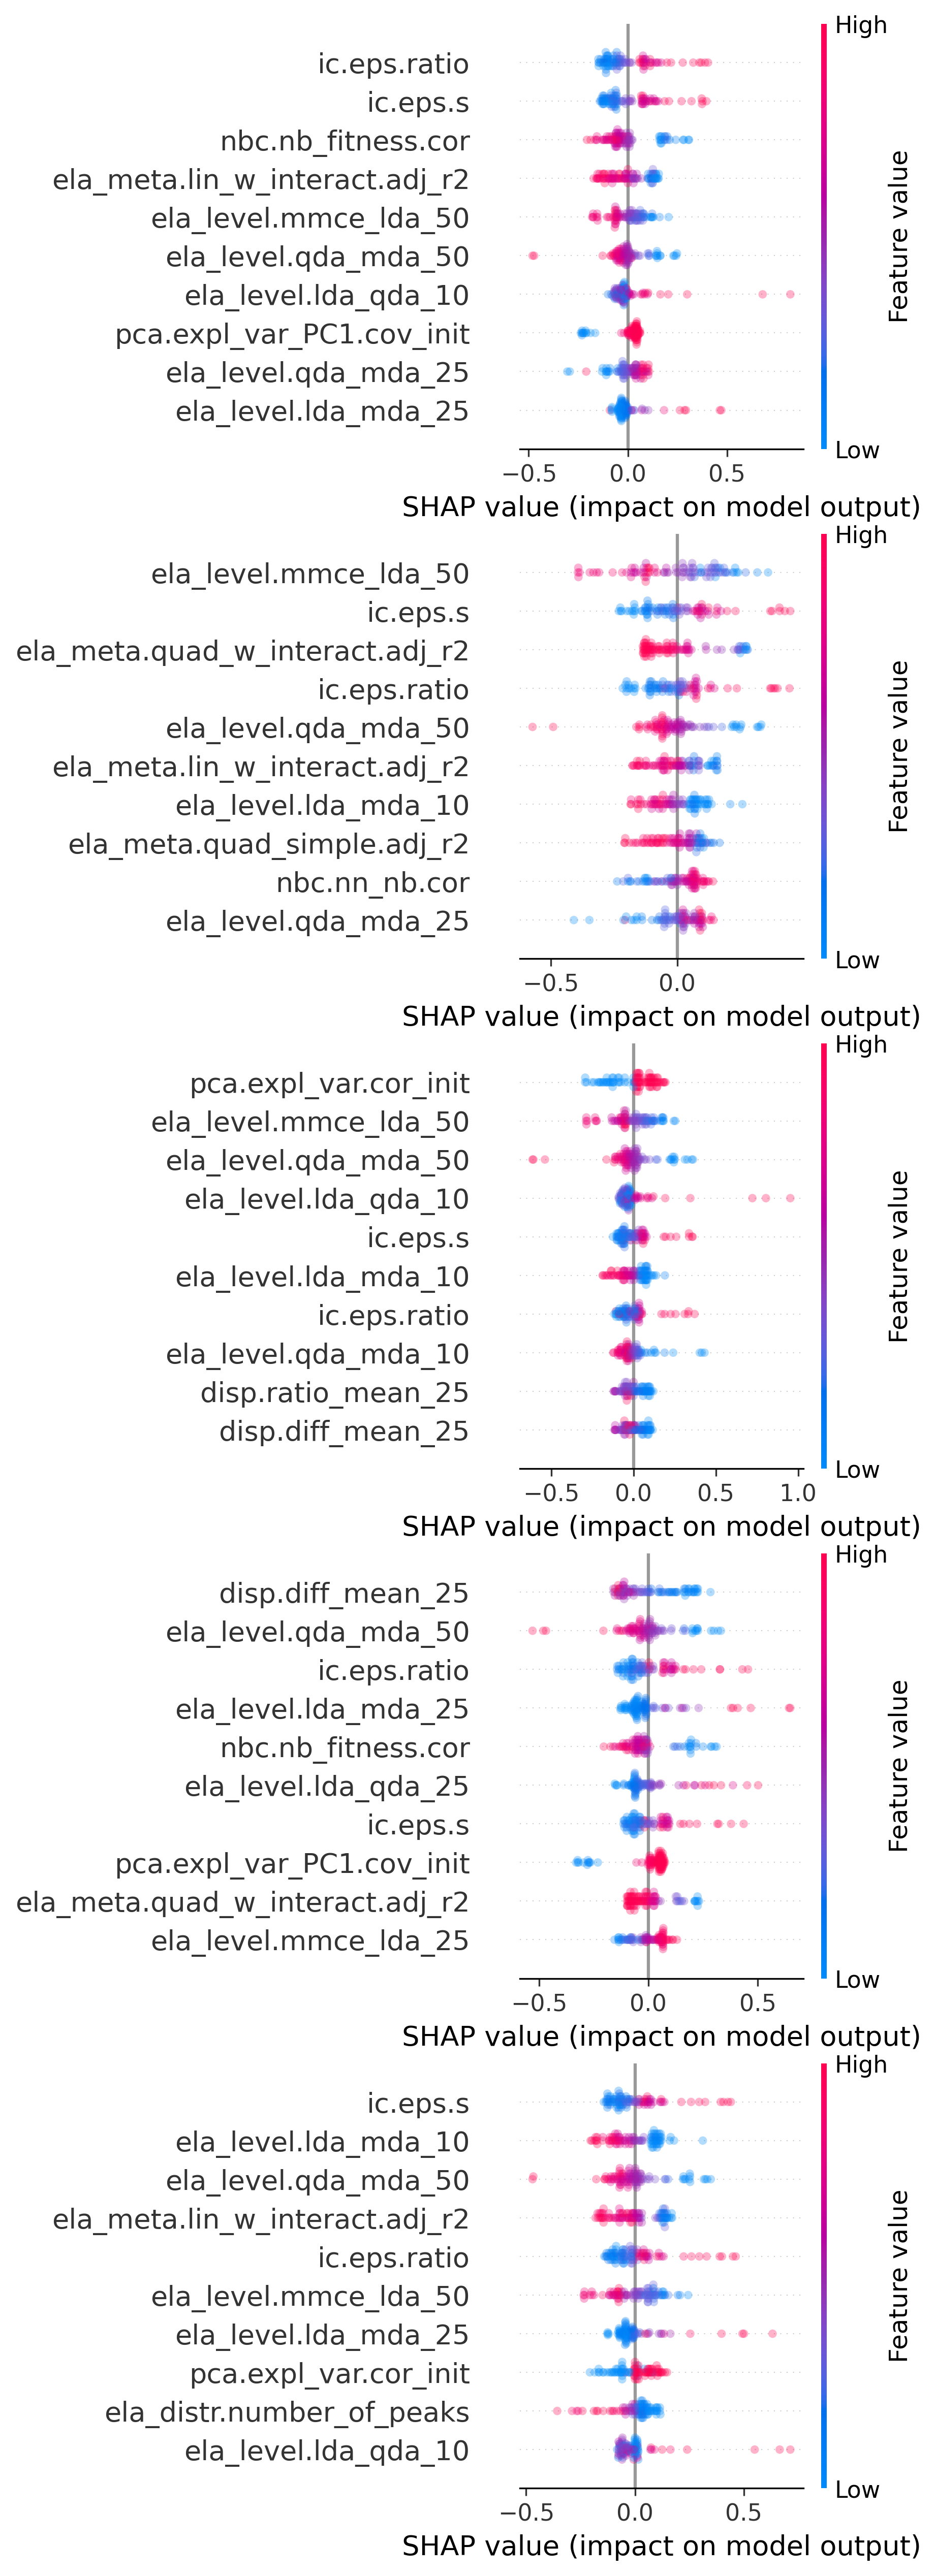 High
ic.eps.ratio
ic.eps.s
nbc.nb_fitness.cor
ela_meta.lin_w_interact.adj_r2
ela_level.mmce_lda_50
ela_level.qda_mda_50
ela_level.lda_qda_10
pca.expl_var_PC1.cov_init
ela_level.qda_mda_25
ela_level.lda_mda_25
Feature value
Low
−0.5 0.0 0.5
SHAP value (impact on model output)
High
ela_level.mmce_lda_50
ic.eps.s
ela_meta.quad_w_interact.adj_r2
ic.eps.ratio
ela_level.qda_mda_50
ela_meta.lin_w_interact.adj_r2
ela_level.lda_mda_10
ela_meta.quad_simple.adj_r2
nbc.nn_nb.cor
ela_level.qda_mda_25
Feature value
Low
−0.5 0.0
SHAP value (impact on model output)
High
pca.expl_var.cor_init
ela_level.mmce_lda_50
ela_level.qda_mda_50
ela_level.lda_qda_10
ic.eps.s
ela_level.lda_mda_10
ic.eps.ratio
ela_level.qda_mda_10
disp.ratio_mean_25
disp.diff_mean_25
Feature value
Low
−0.5 0.0 0.5 1.0
SHAP value (impact on model output)
High
disp.diff_mean_25
ela_level.qda_mda_50
ic.eps.ratio
ela_level.lda_mda_25
nbc.nb_fitness.cor
ela_level.lda_qda_25
ic.eps.s
pca.expl_var_PC1.cov_init
ela_meta.quad_w_interact.adj_r2
ela_level.mmce_lda_25
Feature value
Low
−0.5 0.0 0.5
SHAP value (impact on model output)
High
ic.eps.s
ela_level.lda_mda_10
ela_level.qda_mda_50
ela_meta.lin_w_interact.adj_r2
ic.eps.ratio
ela_level.mmce_lda_50
ela_level.lda_mda_25
pca.expl_var.cor_init
ela_distr.number_of_peaks
ela_level.lda_qda_10
Feature value
Low
−0.5 0.0 0.5
SHAP value (impact on model output)